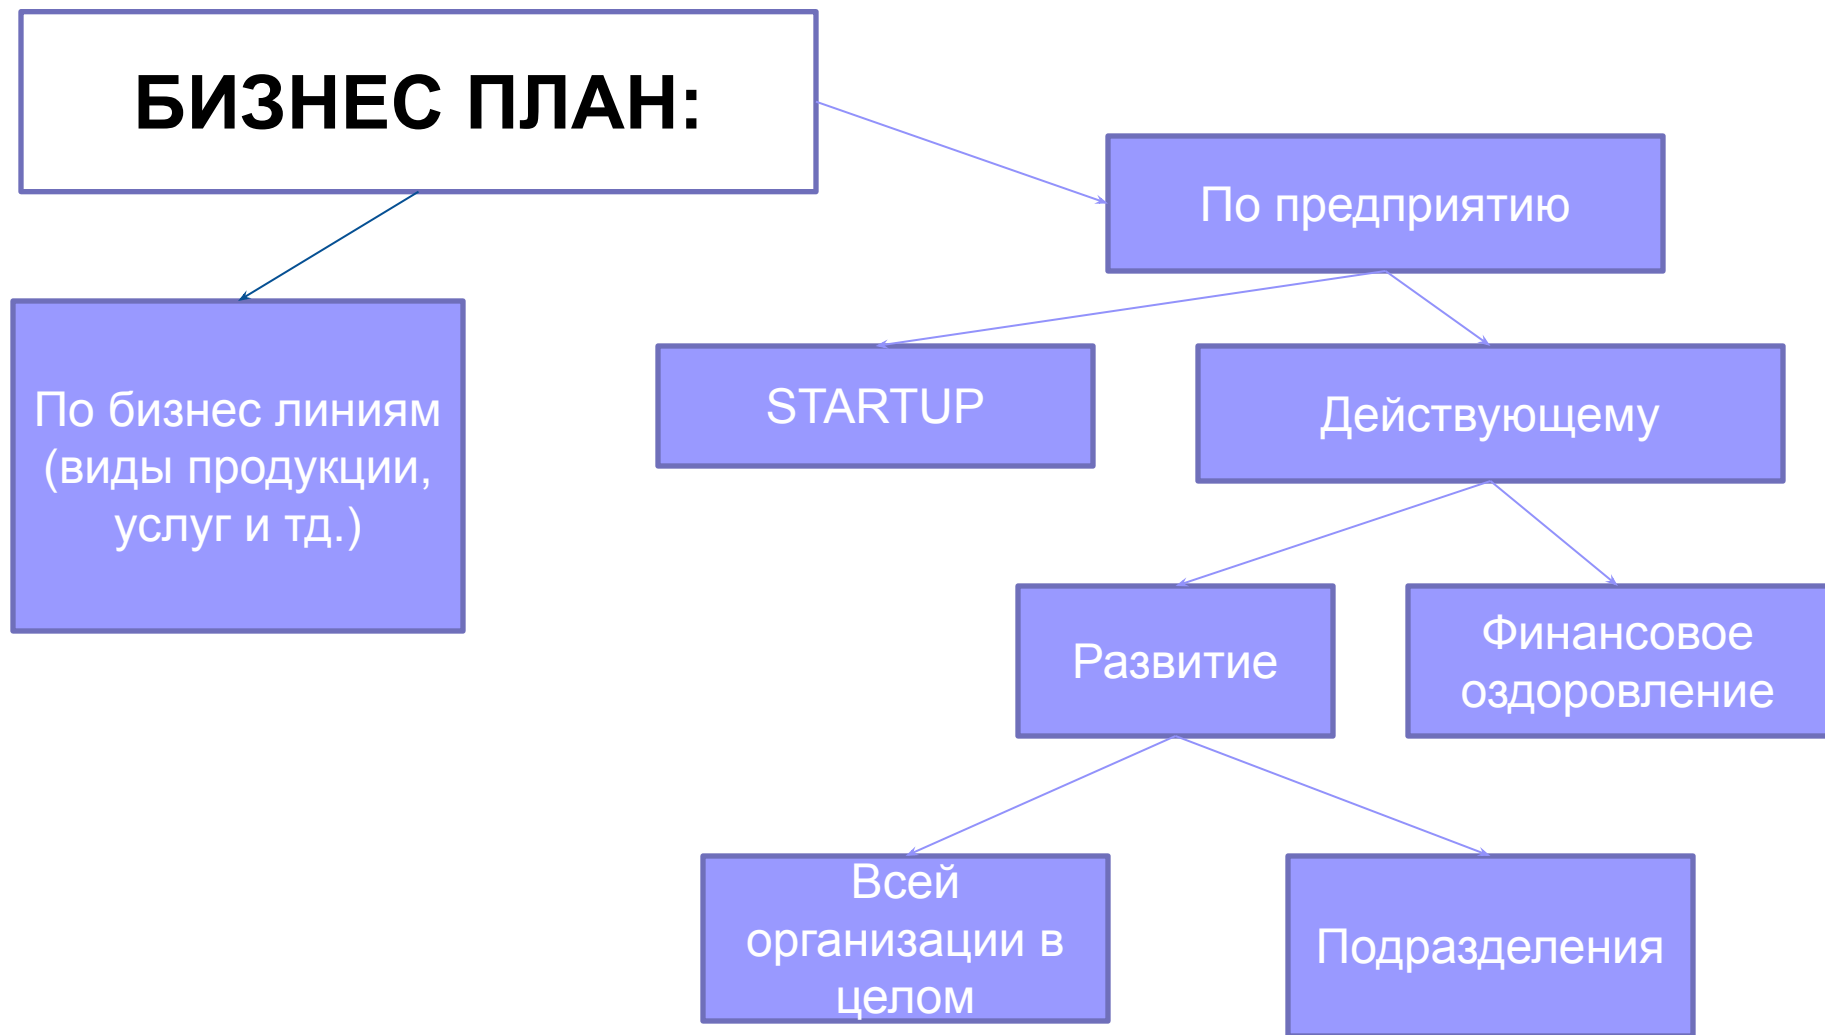 БИЗНЕС ПЛАН:
По предприятию
STARTUP
Действующему
По бизнес линиям
(виды продукции,
услуг и тд.)
Развитие
Финансовое
оздоровление
Всей
организации в
целом
Подразделения